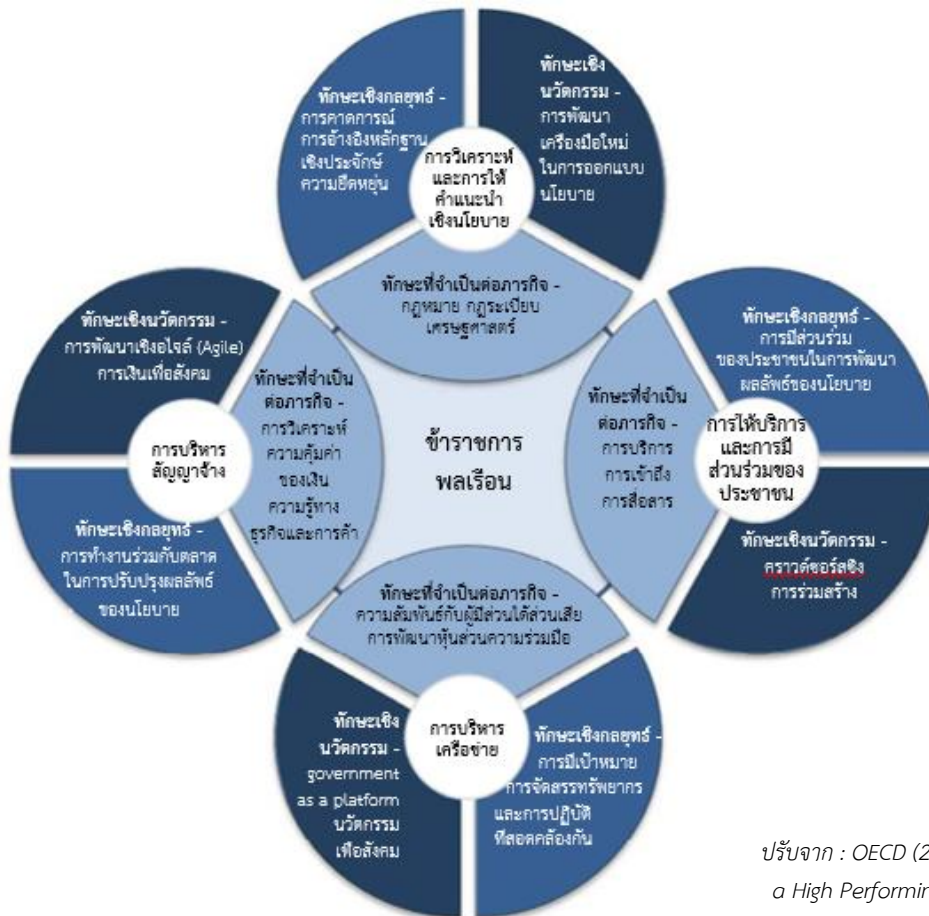 ทักษะเชิงกลยุทธ์ -
การคาดการณ์
การอ้างอิงหลักฐาน
เชิงประจักษ์
ความยืดหยุ่น
ทักษะเชิง
นวัตกรรม -
การพัฒนา
เครื่องมือใหม่
ในการออกแบบ
นโยบาย
การวิเคราะห์
และการให้
คำแนะนำ
เชิงนโยบาย
ทักษะที่จำเป็นต่อภารกิจ -
กฎหมาย กฎระเบียบ
เศรษฐศาสตร์
ทักษะเชิงนวัตกรรม -
การพัฒนาเชิงอไจล์ (Agile)
การเงินเพื่อสังคม
การบริหาร
สัญญาจ้าง
ทักษะเชิงกลยุทธ์ -
การทำงานร่วมกับตลาด
ในการปรับปรุงผลลัพธ์
ของนโยบาย
ทักษะที่จำเป็น
ต่อภารกิจ -
การวิเคราะห์
ความคุ้มค่า
ของเงิน
ความรู้ทาง
ธุรกิจและการค้า
ข้าราชการ
พลเรือน
ทักษะที่จำเป็น
ต่อภารกิจ -
การบริการ
การเข้าถึง
การสื่อสาร
ทักษะเชิงกลยุทธ์ -
การมีส่วนร่วม
ของประชาชนในการพัฒนา
ผลลัพธ์ของนโยบาย
การให้บริการ
และการมี
ส่วนร่วมของ
ประชาชน
ทักษะเชิงนวัตกรรม -
คราวด์ซอร์สซิง
การร่วมสร้าง
ทักษะที่จำเป็นต่อภารกิจ -
ความสัมพันธ์กับผู้มีส่วนได้ส่วนเสีย
การพัฒนาหุ้นส่วนความร่วมมือ
การบริหาร
เครือข่าย
ทักษะเชิง
นวัตกรรม -
government
as a platform
นวัตกรรม
เพื่อสังคม
ทักษะเชิงกลยุทธ์ -
การมีเป้าหมาย
การจัดสรรทรัพยากร
และการปฏิบัติ
ที่สอดคล้องกัน
ปรับจาก : OECD (2
a High Performin